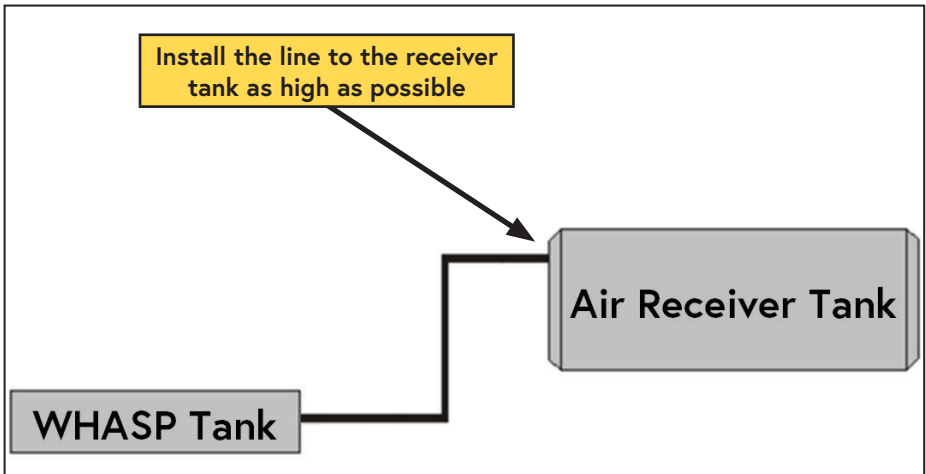 Install the line to the receiver
tank as high as possible
Air Receiver Tank
WHASP Tank